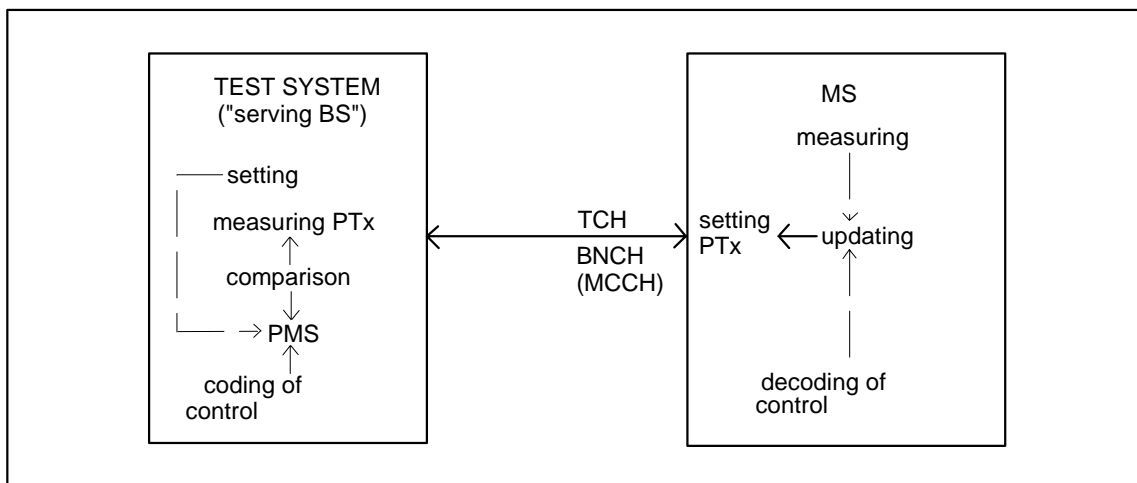 TEST SYSTEM
("serving BS")
setting
measuring PTx
comparison
PMS
coding of
control
TCH
BNCH
(MCCH)
MS
measuring
setting
PTx
updating
decoding of
control